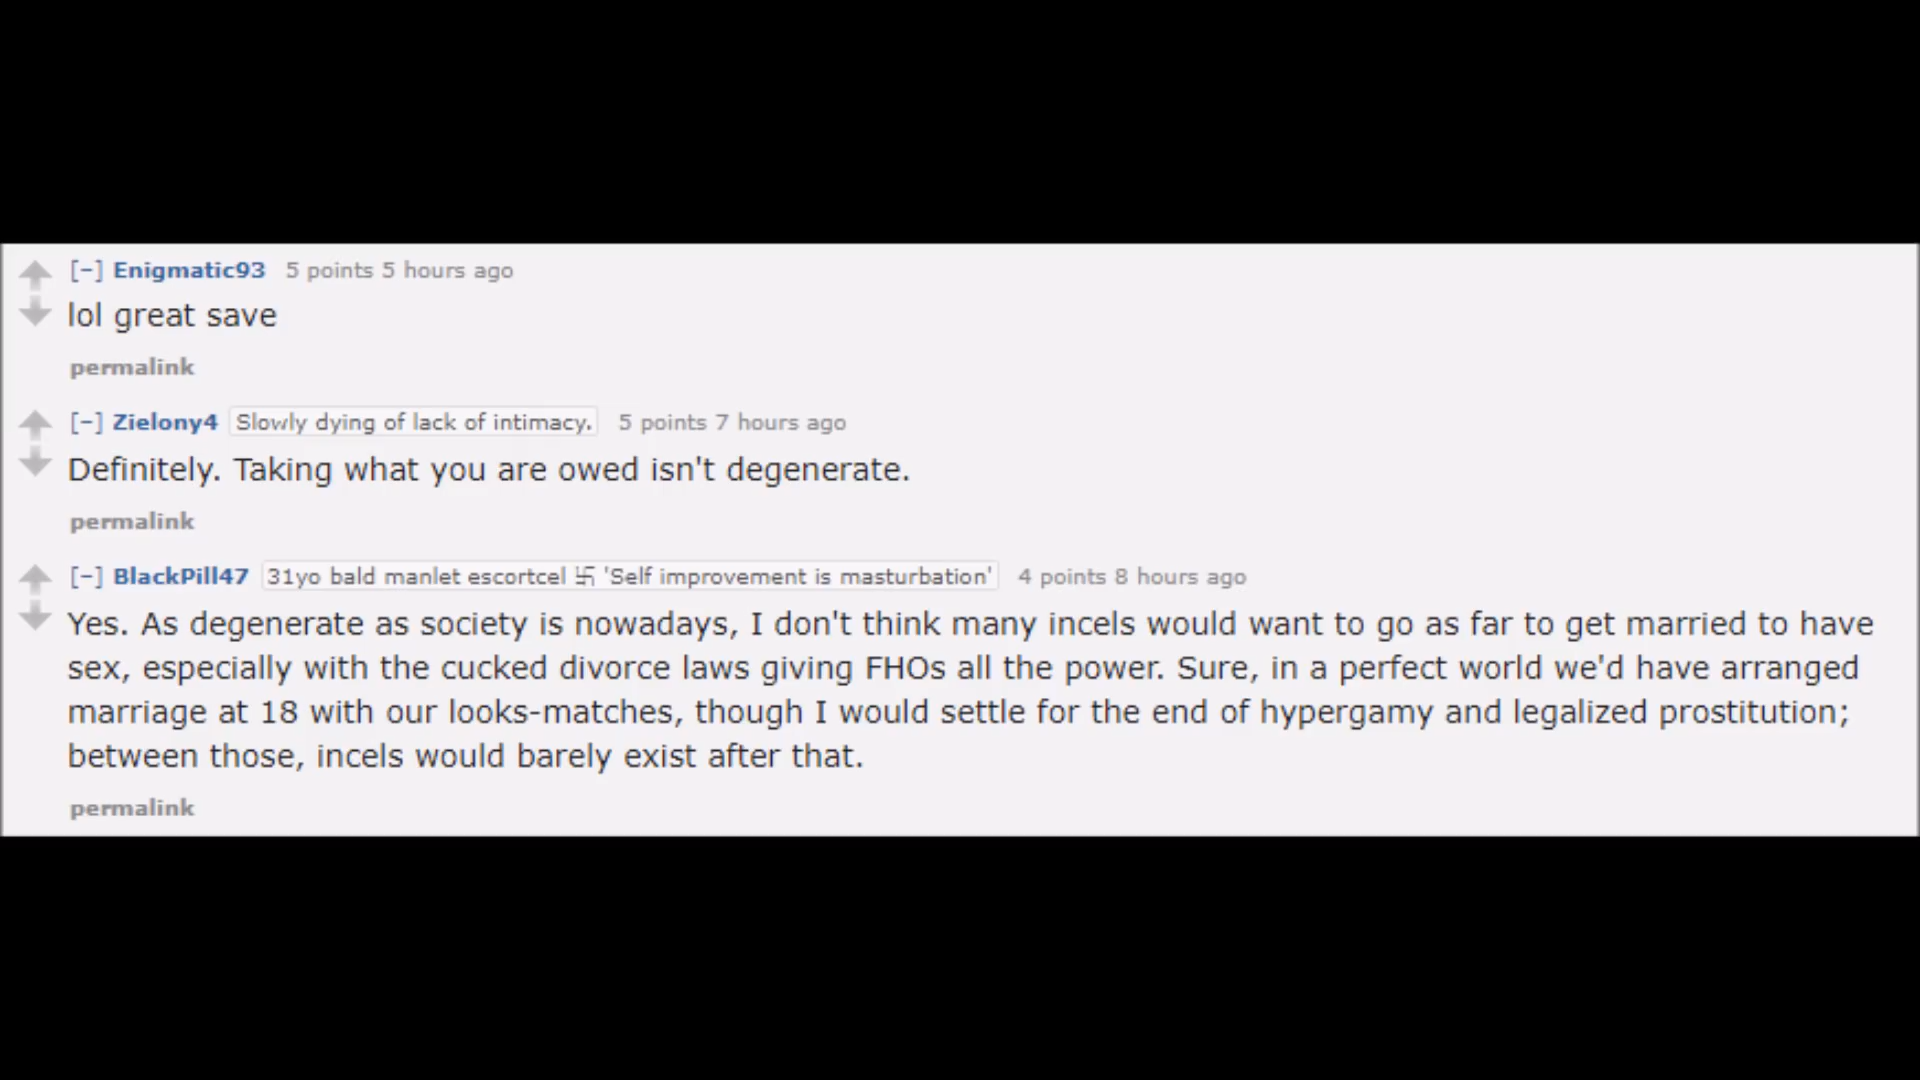 [–] Enigmatic93 5 points 5 hours ago
lol great save
permalink
[–] Zielony4 Slowly dying of lack of intimacy. 5 points 7 hours ago
Definitely. Taking what you are owed isn't degenerate.
permalink
[–] BlackPill47 31yo bald manlet escortcel 卐 'Self improvement is masturbation' 4 points 8 hours ago
Yes. As degenerate as society is nowadays, I don't think many incels would want to go as far to get married to have
sex, especially with the cucked divorce laws giving FHOs all the power. Sure, in a perfect world we'd have arranged
marriage at 18 with our looks-matches, though I would settle for the end of hypergamy and legalized prostitution;
between those, incels would barely exist after that.
permalink